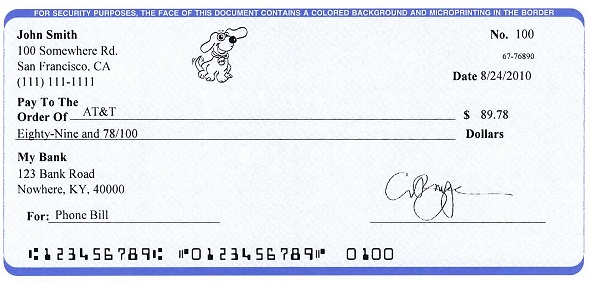 FOR SECURITY PURPOSES, THE FACE OF THIS DOCUMENT CONTAINS A COLORED BACKGROUND AND MICROPRINTING IN THE BORDER
John Smith No. 100
100 Somewhere Rd. 67-76890
San Francisco, CA
(111) 111-1111 Date 8/24/2010
Pay To The
Order Of AT&T $ 89.78
Eighty-Nine and 78/100 Dollars
My Bank
123 Bank Road
Nowhere, KY, 40000
For: Phone Bill
⑆123456789⑆ ⑈0123456789⑈ 0100